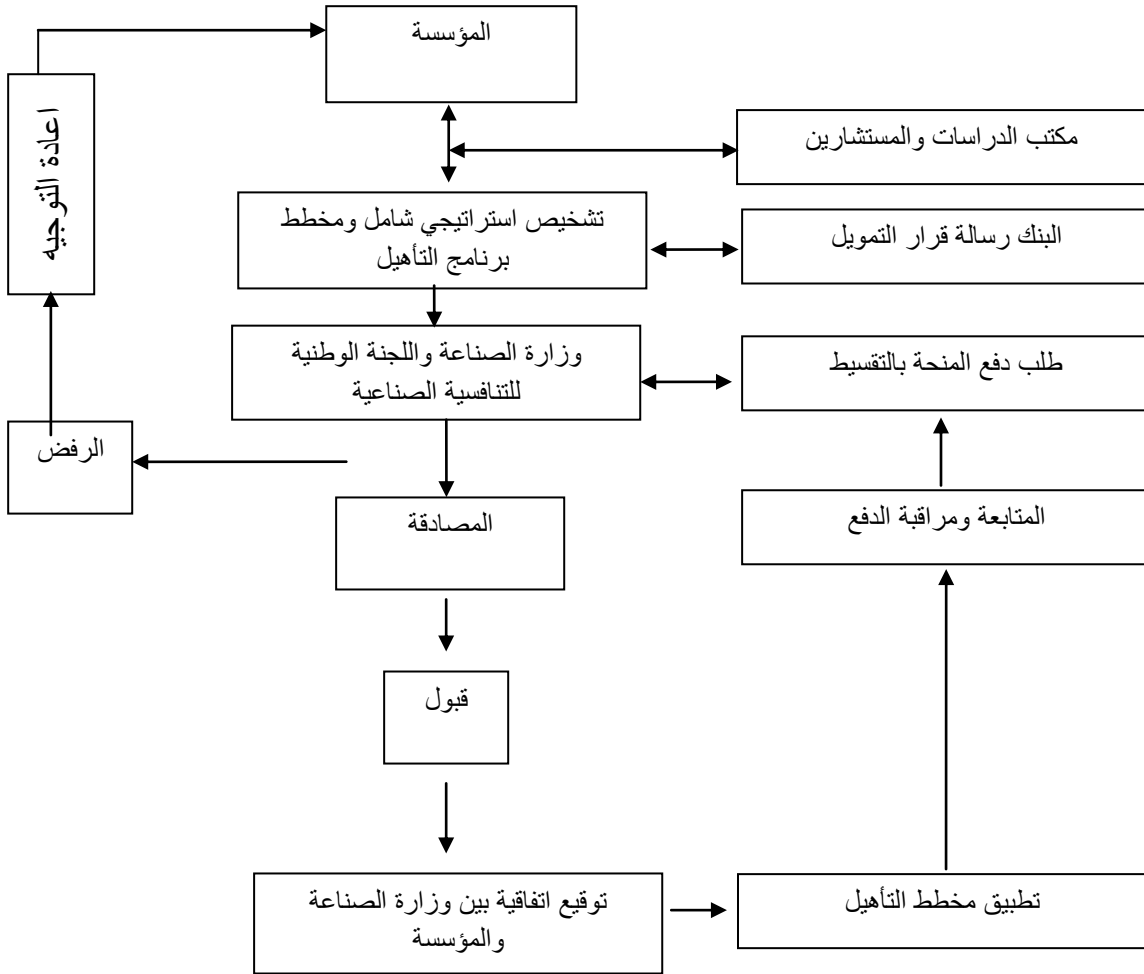 المؤسسة
اعادة التوجيه
مكتب الدراسات والمستشارين
تشخيص استراتيجي شامل ومخطط
برنامج التأهيل
البنك رسالة قرار التمويل
وزارة الصناعة واللجنة الوطنية
للتنافسية الصناعية
طلب دفع المنحة بالتقسيط
الرفض
المصادقة
المتابعة ومراقبة الدفع
قبول
توقيع اتفاقية بين وزارة الصناعة
والمؤسسة
تطبيق مخطط التأهيل